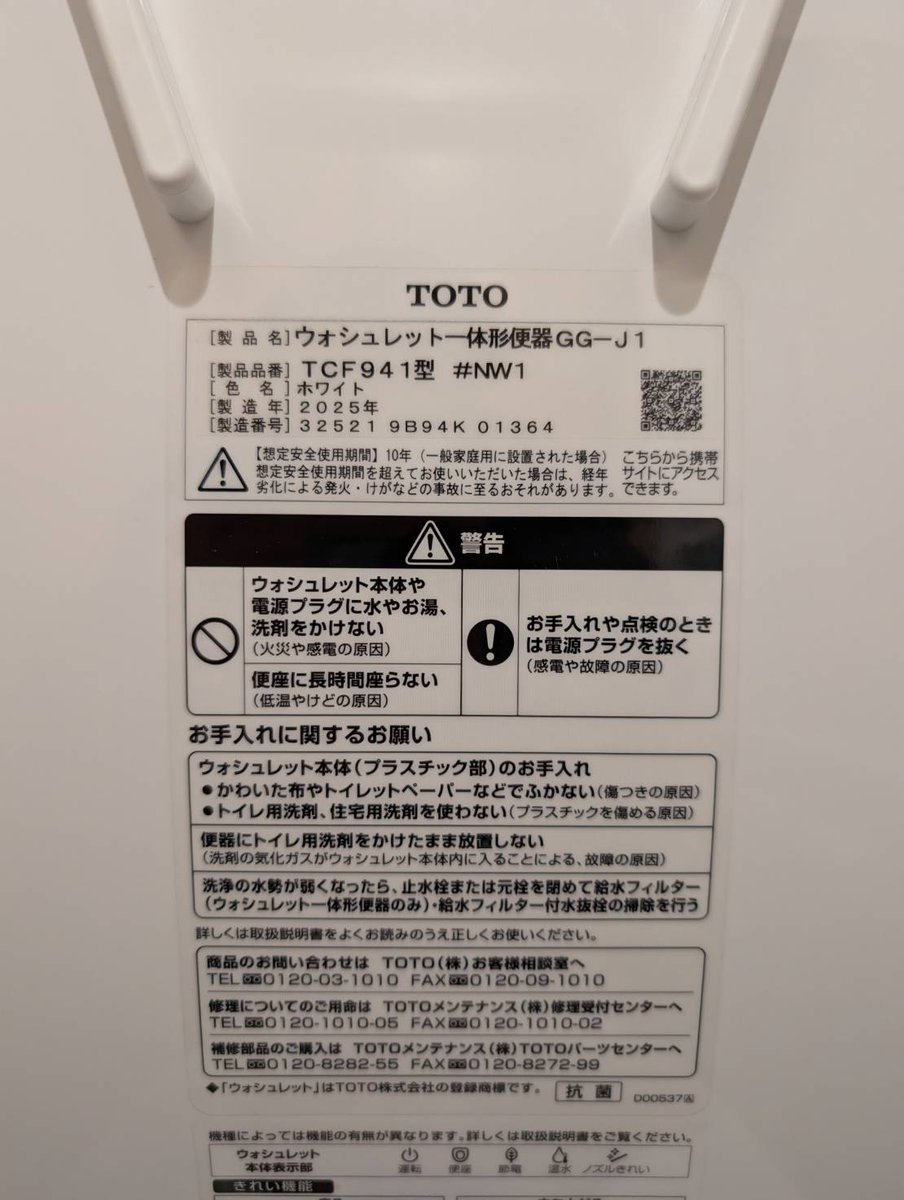 TOTO
[製品名]ウォシュレット一体形便器GG-J1
[製品品番] TCF941型 #NW1
[色名]ホワイト
[製造年]2025年
[製造番号]32521 9B94K 01364
【想定安全使用期間】10年(一般家庭用に設置された場合)
想定安全使用期間を超えてお使いいただいた場合は、経年
劣化による発火・けがなどの事故に至るおそれがあります。
こちらから携帯
サイトにアクセス
できます。
警告
ウォシュレット本体や
電源プラグに水やお湯、
洗剤をかけない
(火災や感電の原因)
便座に長時間座らない
(低温やけどの原因)
お手入れや点検のとき
は電源プラグを抜く
(感電や故障の原因)
お手入れに関するお願い
ウォシュレット本体(プラスチック部)のお手入れ
●かわいた布やトイレットペーパーなどでふかない(傷つきの原因)
●トイレ用洗剤、住宅用洗剤を使わない(プラスチックを傷める原因)
便器にトイレ用洗剤をかけたまま放置しない
(洗剤の気化ガスがウォシュレット本体内に入ることによる、故障の原因)
洗浄の水勢が弱くなったら、止水栓または元栓を閉めて給水フィルター
(ウォシュレット一体形便器のみ)・給水フィルター付水抜栓の掃除を行う
詳しくは取扱説明書をよくお読みのうえ正しくお使いください。
商品のお問い合わせは TOTO(株)お客様相談室へ
TEL 0120-03-1010 FAX 0120-09-1010
修理についてのご用命は TOTOメンテナンス(株)修理受付センターへ
TEL 0120-1010-05 FAX 0120-1010-02
補修部品のご購入は TOTOメンテナンス(株)TOTOパーツセンターへ
TEL 0120-8282-55 FAX 0120-8272-99
◆「ウォシュレット」はTOTO株式会社の登録商標です。
抗菌
D00537
機種によっては機能の有無が異なります。詳しくは取扱説明書をご覧ください。
ウォシュレット
本体表示部
運転 便座 節電 温水 ノズルきれい
きれい機能